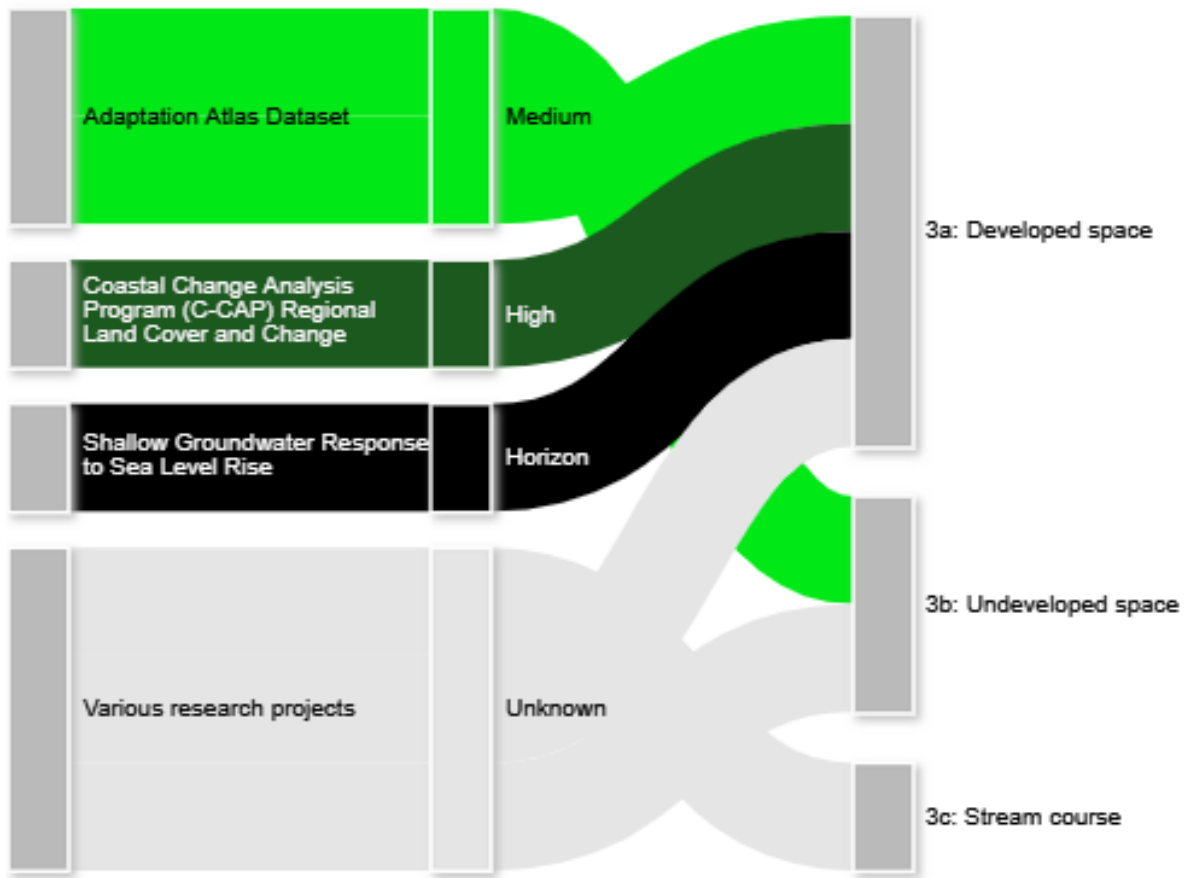 Adaptation Atlas Dataset
Medium
Coastal Change Analysis
Program (C-CAP) Regional
Land Cover and Change
High
Shallow Groundwater Response
to Sea Level Rise
Horizon
Various research projects
Unknown
3a: Developed space
3b: Undeveloped space
3c: Stream course